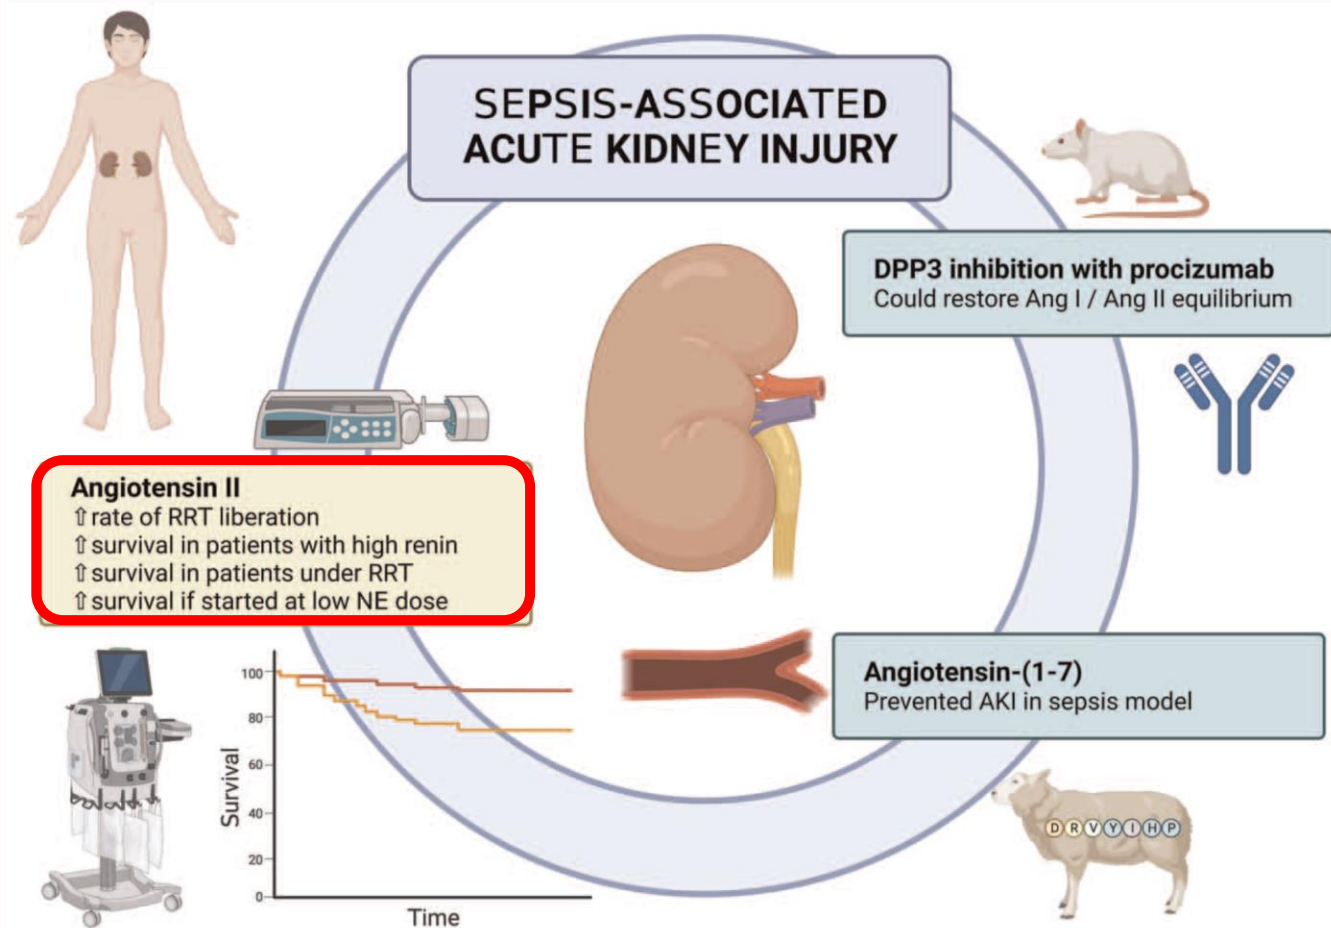 SEPSIS-ASSOCIATED
ACUTE KIDNEY INJURY
DPP3 inhibition with procizumab
Could restore Ang I / Ang II equilibrium
Angiotensin II
⇧rate of RRT liberation
⇧survival in patients with high renin
⇧survival in patients under RRT
⇧survival if started at low NE dose
Angiotensin-(1-7)
Prevented AKI in sepsis model
100
80
60
40
20
0
Survival
Time
D R V Y I H P